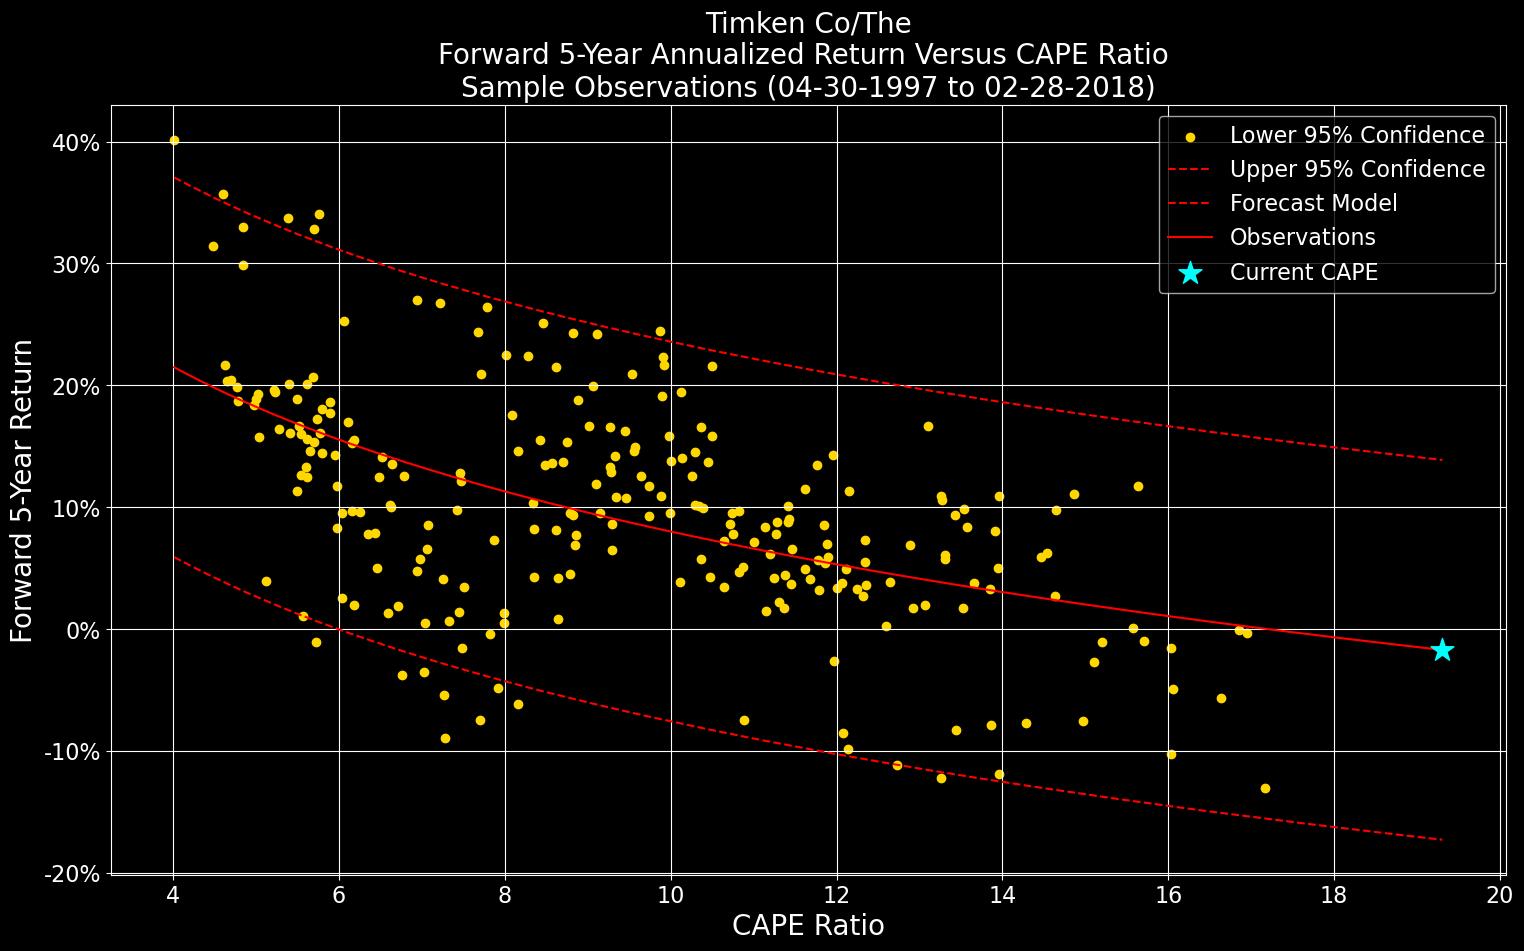 Timken Co/The
Forward 5-Year Annualized Return Versus CAPE Ratio
Sample Observations (04-30-1997 to 02-28-2018)
Lower 95% Confidence
Upper 95% Confidence
Forecast Model
Observations
Current CAPE
Forward 5-Year Return
40%
30%
20%
10%
0%
-10%
-20%
4 6 8 10 12 14 16 18 20
CAPE Ratio